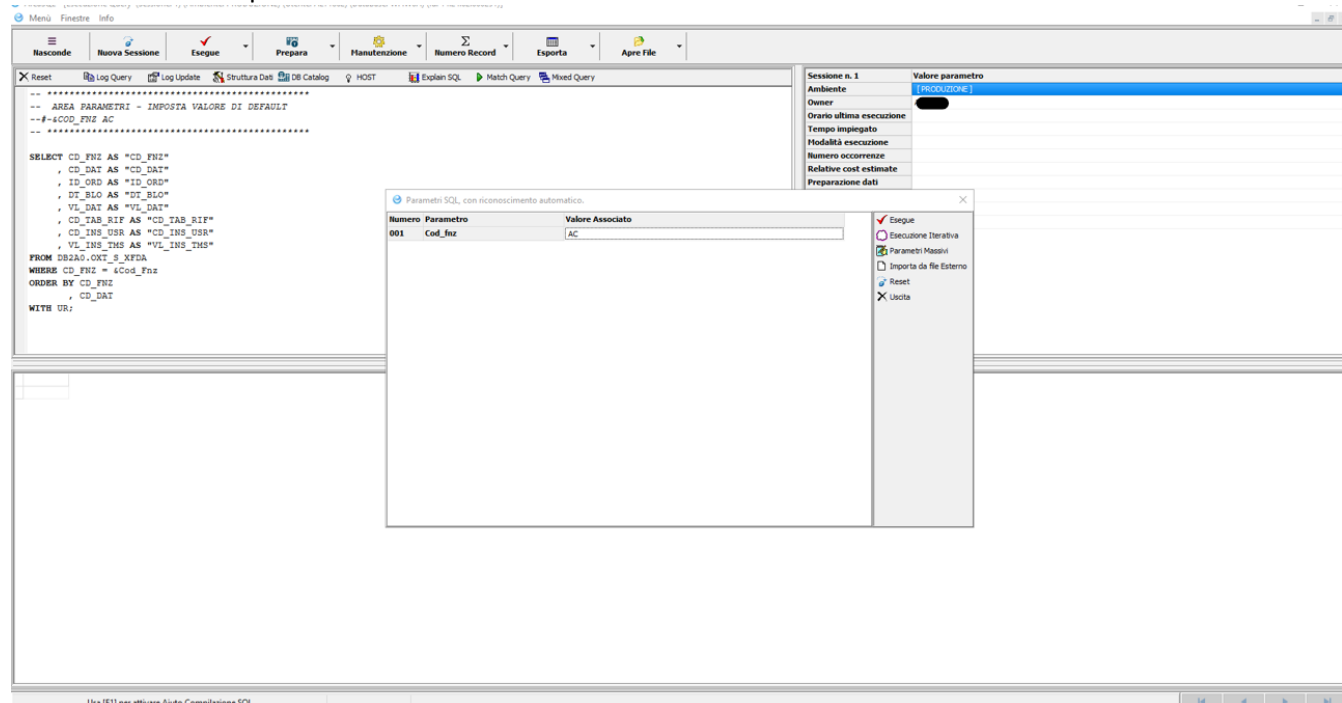 Menù Finestre Info
Nasconde Nuova Sessione Esegue Prepara Manutenzione Numero Record Esporta Apre File
Reset Log Query Log Update Struttura Dati DB Catalog HOST Explain SQL Match Query Mixed Query
-- *************************************************
-- AREA PARAMETRI - IMPOSTA VALORE DI DEFAULT
--#-&COD_FNZ AC
-- *************************************************
SELECT CD_FNZ AS "CD_FNZ"
, CD_DAT AS "CD_DAT"
, ID_ORD AS "ID_ORD"
, DT_BLO AS "DT_BLO"
, VL_DAT AS "VL_DAT"
, CD_TAB_RIF AS "CD_TAB_RIF"
, CD_INS_USR AS "CD_INS_USR"
, VL_INS_TMS AS "VL_INS_TMS"
FROM DB2A0.OXT_S_XFDA
WHERE CD_FNZ = &Cod_Fnz
ORDER BY CD_FNZ
, CD_DAT
WITH UR;
Sessione n. 1 Valore parametro
Ambiente [PRODUZIONE]
Owner
Orario ultima esecuzione
Tempo impiegato
Modalità esecuzione
Numero occorrenze
Relative cost estimate
Preparazione dati
Parametri SQL, con riconoscimento automatico.
Numero Parametro Valore Associato
001 Cod_fnz AC
Esegue
Esecuzione Iterativa
Parametri Massivi
Importa da file Esterno
Reset
Uscita